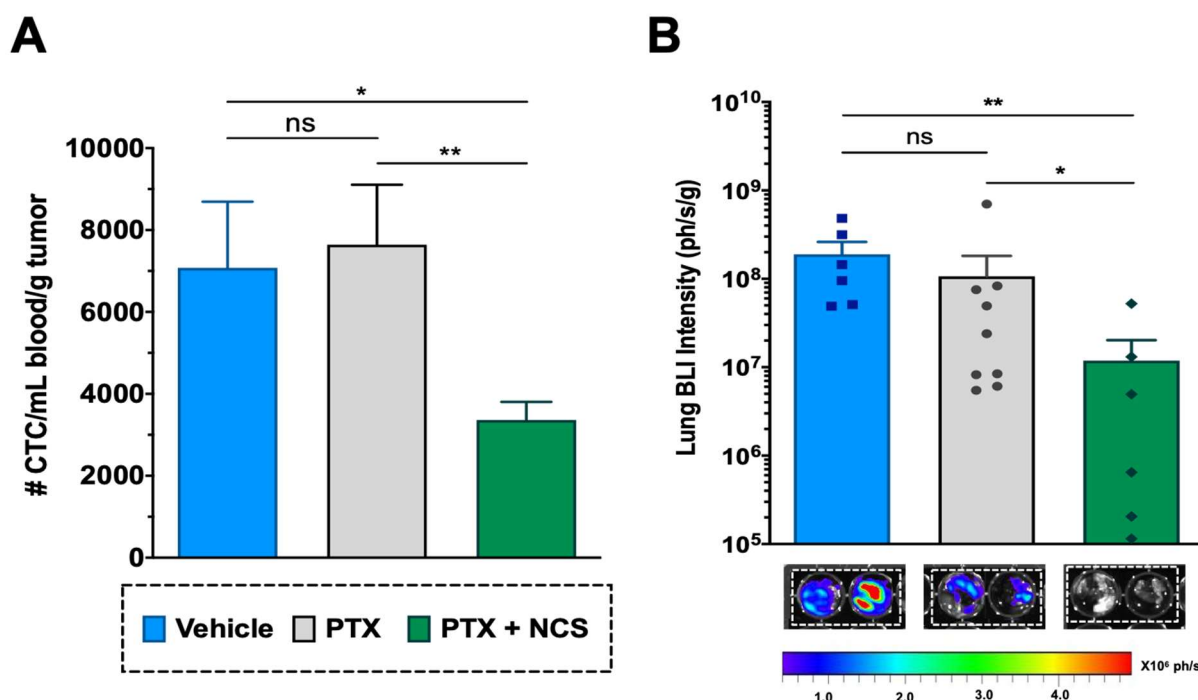 A
*
ns
**
10000
8000
6000
4000
2000
0
# CTC/mL blood/g tumor
Vehicle PTX PTX + NCS
B
**
ns
*
10¹⁰
10⁹
10⁸
10⁷
10⁶
10⁵
Lung BLI Intensity (ph/s/g)
X10⁶ ph/s
1.0 2.0 3.0 4.0